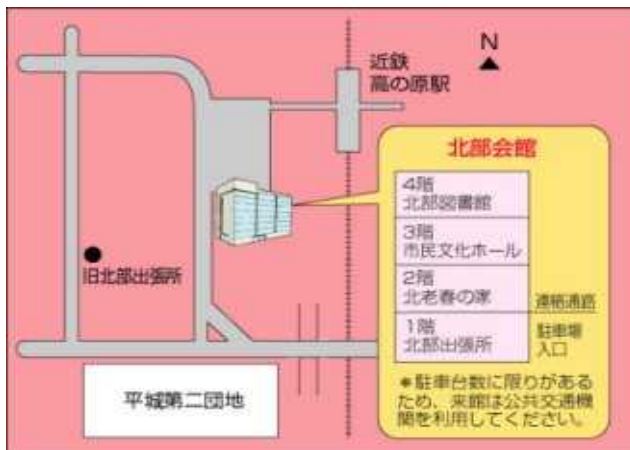 近鉄
高の原駅
N
北部会館
4階
北部図書館
3階
市民文化ホール
2階
北老春の家
連絡通路
1階
北部出張所
駐車場
入口
＊駐車台数に限りがある
ため、来館は公共交通機
関を利用してください。
旧北部出張所
平城第二団地